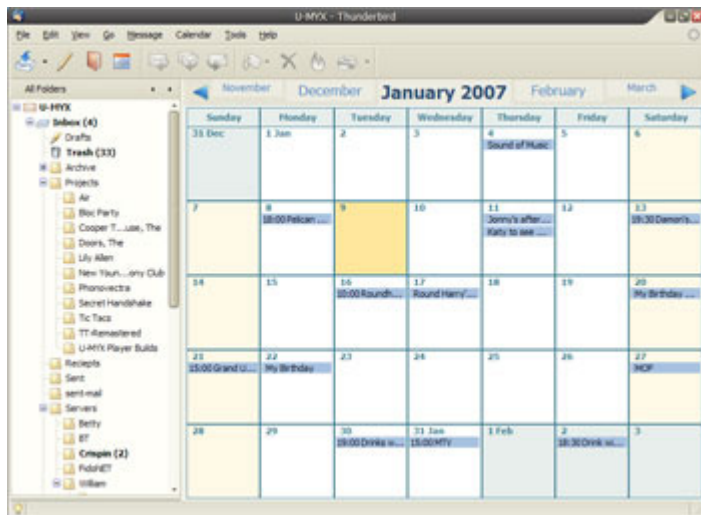 U-MYX - Thunderbird
File Edit View Go Message Calendar Tools Help
All Folders
November December January 2007 February March
U-MYX
Inbox (4)
Drafts
Trash (33)
Archive
Projects
Air
Bloc Party
Cooper T...use, The
Doors, The
Lily Allen
New Youn...ony Club
Phonovectra
Secret Handshake
Tic Tacs
TT-Remastered
U-MYX Player Builds
Reciepts
Sent
sent-mail
Servers
Betty
BT
Crispin (2)
FidoNET
William
Sunday Monday Tuesday Wednesday Thursday Friday Saturday
31 Dec 1 Jan 2 3 4 5 6
Sound of Music
7 8 9 10 11 12 13
18:00 Pelican ... Jonny's after... 19:30 Damon's...
Katy to see ...
14 15 16 17 18 19 20
10:00 Roundh... Round Harry'... My Birthday ...
21 22 23 24 25 26 27
15:00 Grand U... My Birthday MOF
28 29 30 31 Jan 1 Feb 2 3
19:00 Drinks w... 15:00 MTV 18:30 Drink wi...